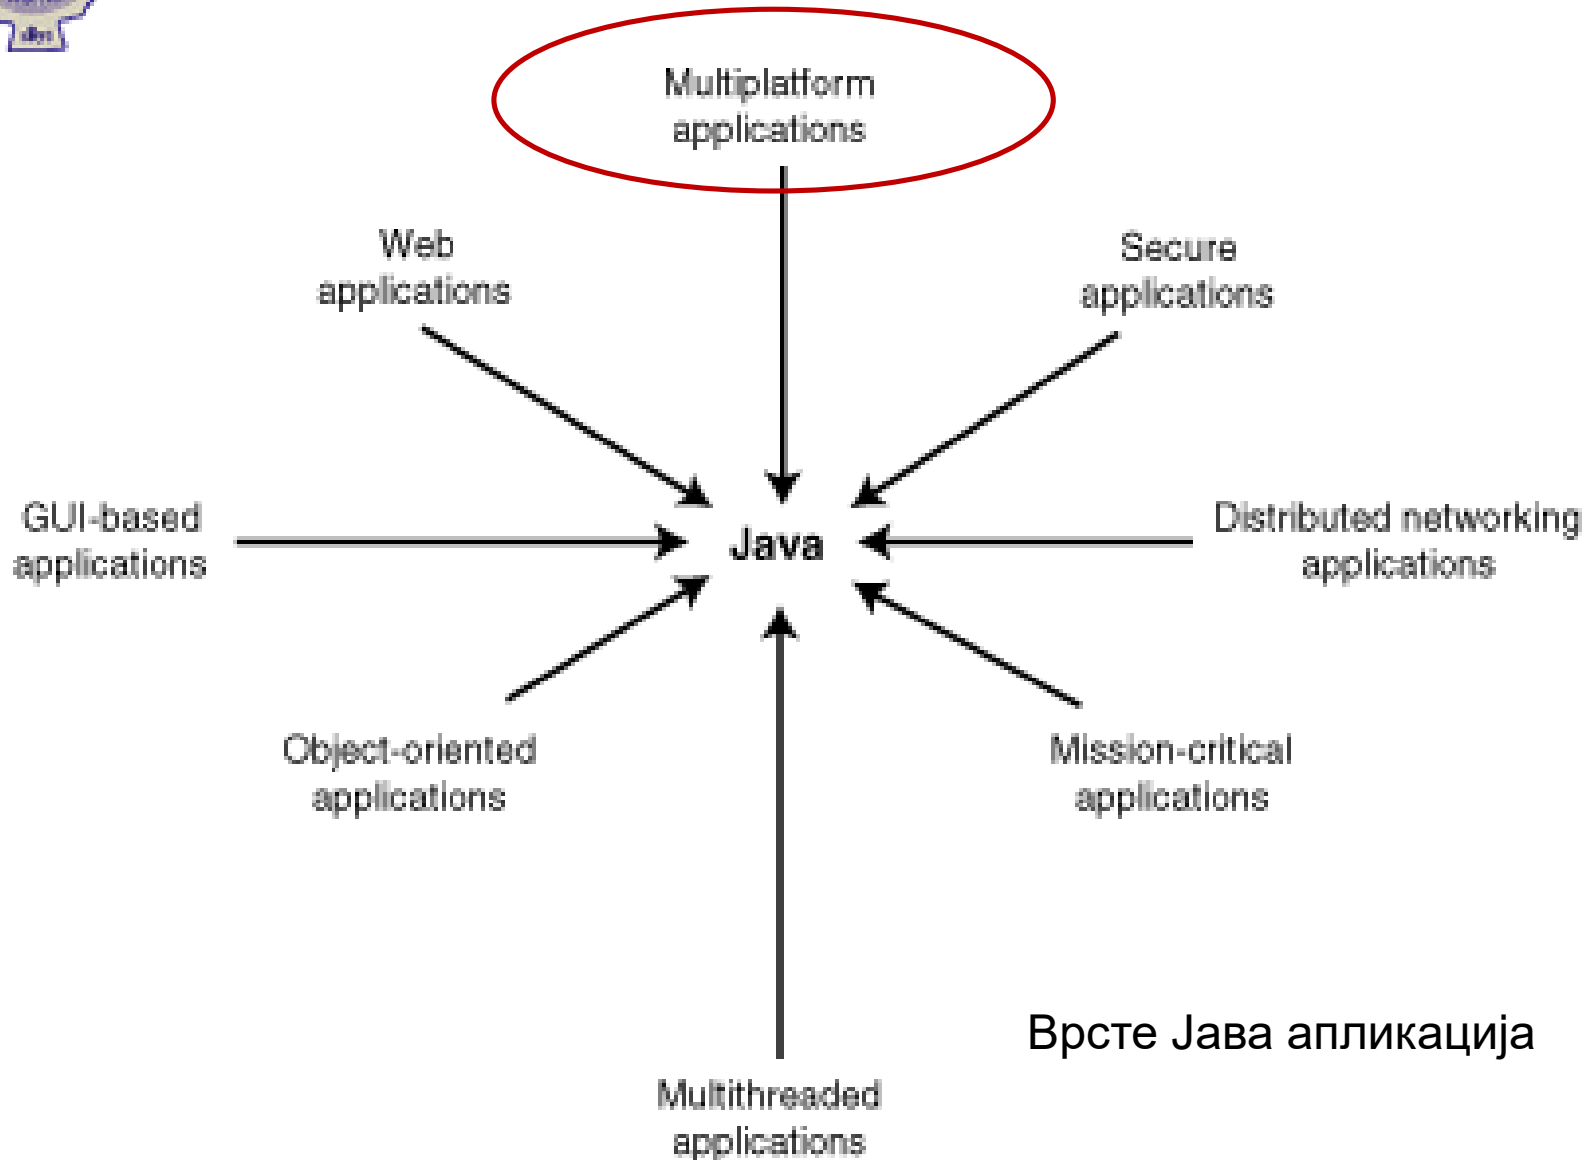 Multiplatform
applications
Web
applications
Secure
applications
GUI-based
applications
Java
Distributed networking
applications
Object-oriented
applications
Mission-critical
applications
Врсте Јава апликација
Multithreaded
applications